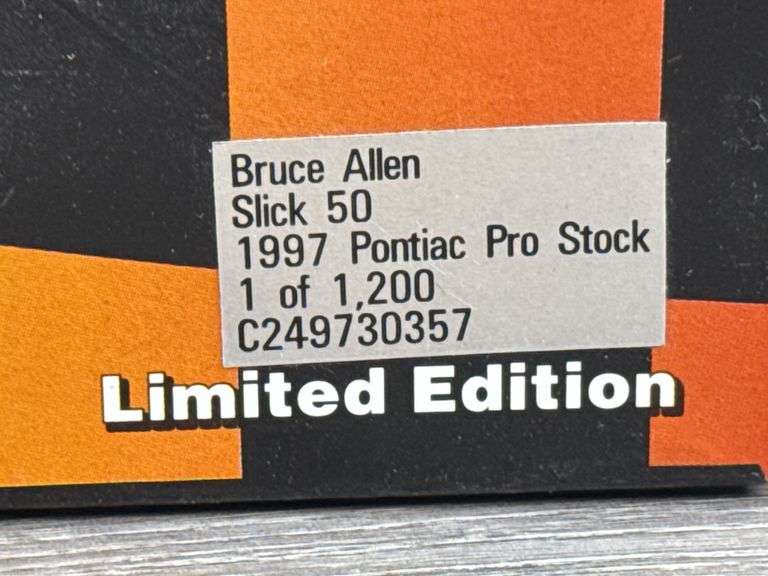 Bruce Allen
Slick 50
1997 Pontiac Pro Stock
1 of 1,200
C249730357
Limited Edition